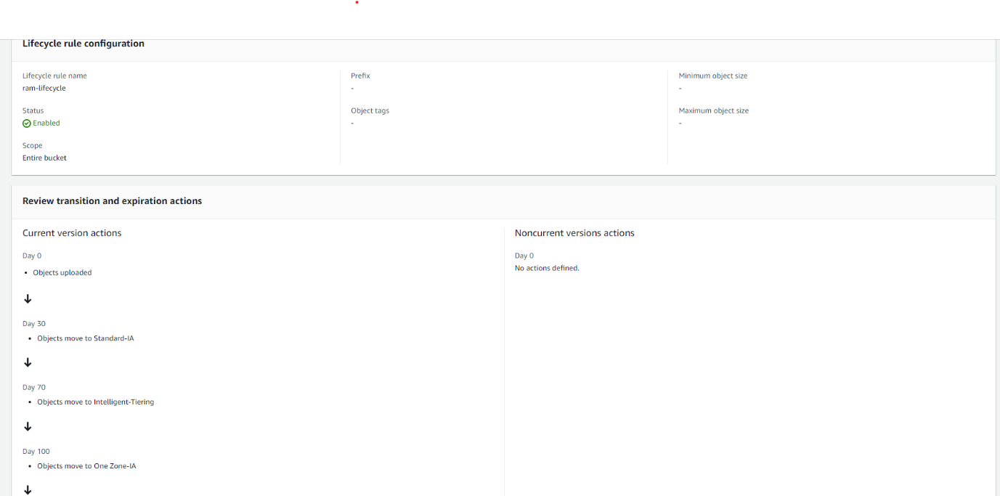 Lifecycle rule configuration
Lifecycle rule name
ram-lifecycle
Status
Enabled
Scope
Entire bucket
Prefix
-
Object tags
-
Minimum object size
-
Maximum object size
-
Review transition and expiration actions
Current version actions
Day 0
• Objects uploaded
Day 30
• Objects move to Standard-IA
Day 70
• Objects move to Intelligent-Tiering
Day 100
• Objects move to One Zone-IA
Noncurrent versions actions
Day 0
No actions defined.